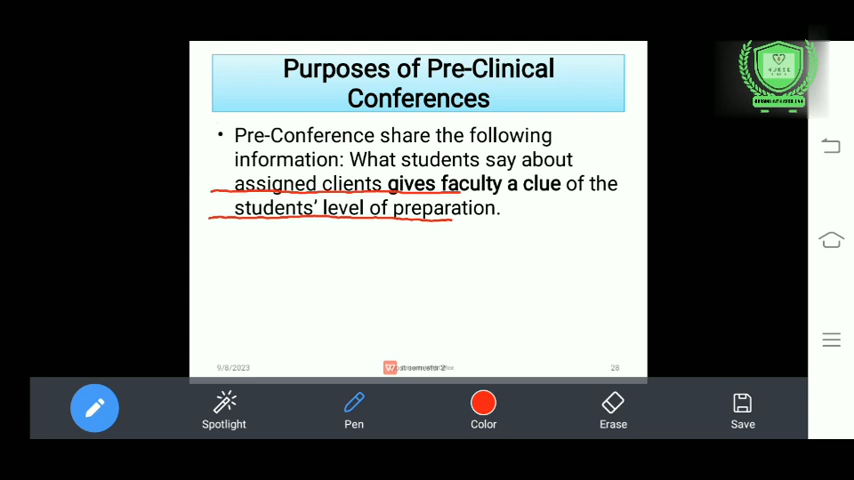 Purposes of Pre-Clinical
Conferences
• Pre-Conference share the following
information: What students say about
assigned clients gives faculty a clue of the
students’ level of preparation.
9/8/2023
28
Spotlight
Pen
Color
Erase
Save